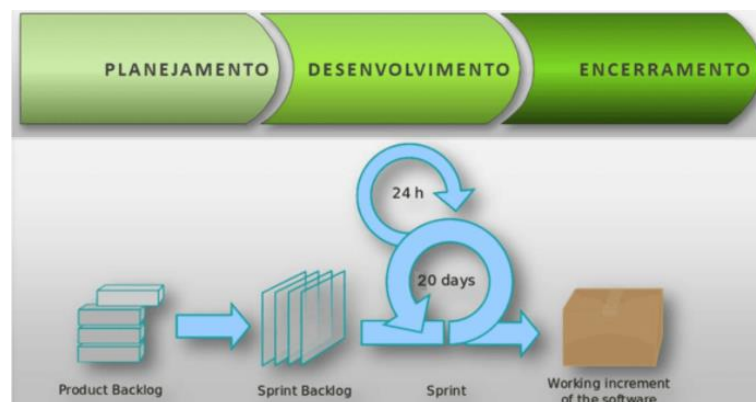 PLANEJAMENTO
DESENVOLVIMENTO
ENCERRAMENTO
24 h
20 days
Product Backlog
Sprint Backlog
Sprint
Working increment
of the software